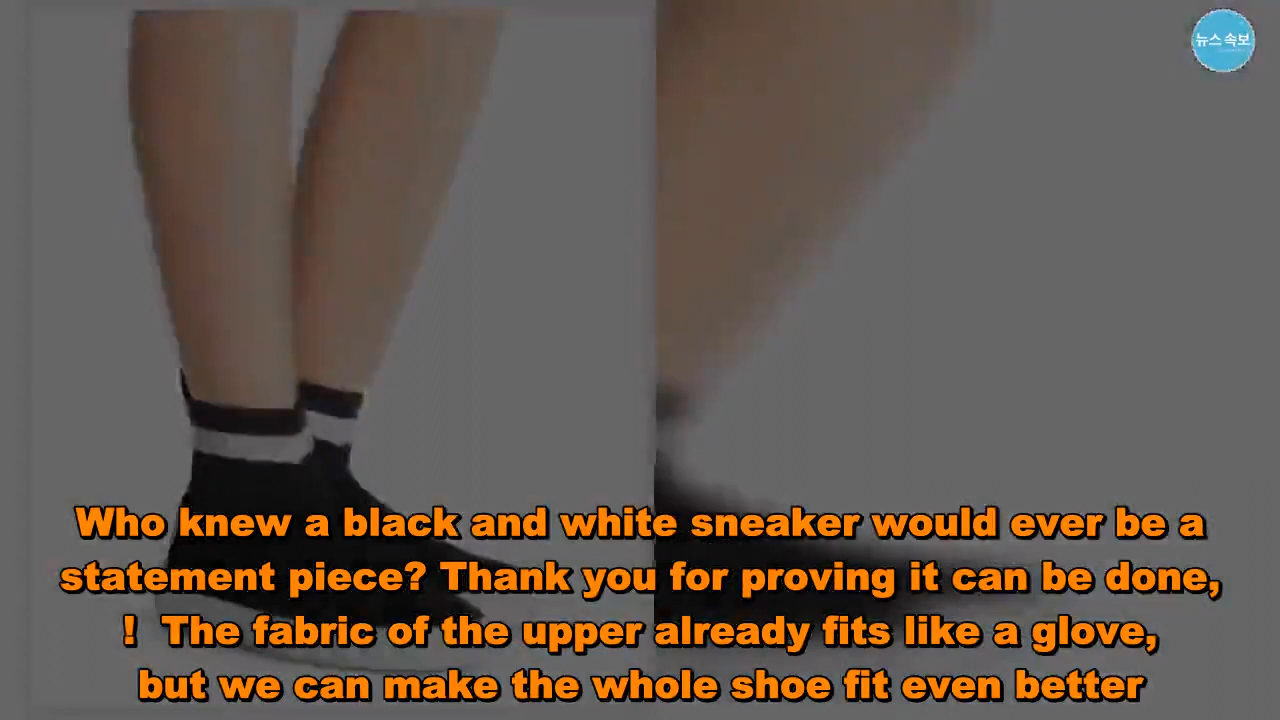 뉴스 속보
Who knew a black and white sneaker would ever be a
statement piece? Thank you for proving it can be done,
! The fabric of the upper already fits like a glove,
but we can make the whole shoe fit even better